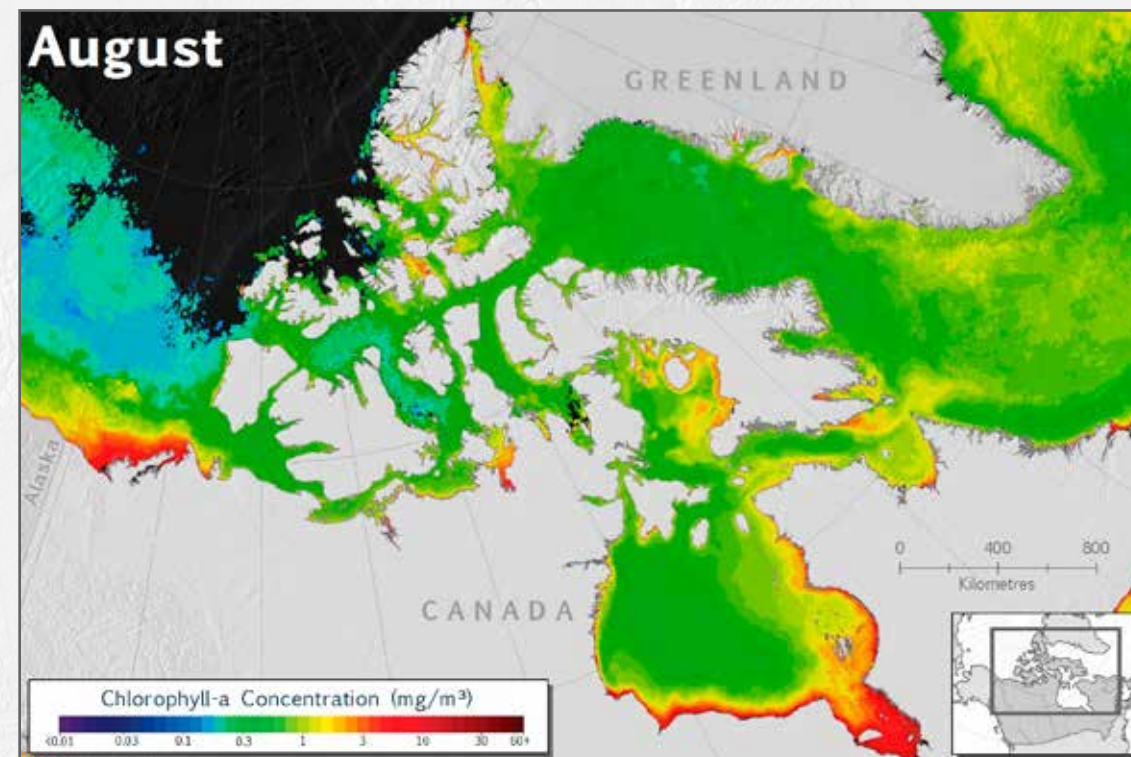 August
GREENLAND
Alaska
0 400 800
Kilometres
CANADA
Chlorophyll-a Concentration (mg/m³)
<0.01 0.03 0.1 0.3 1 3 10 30 60+